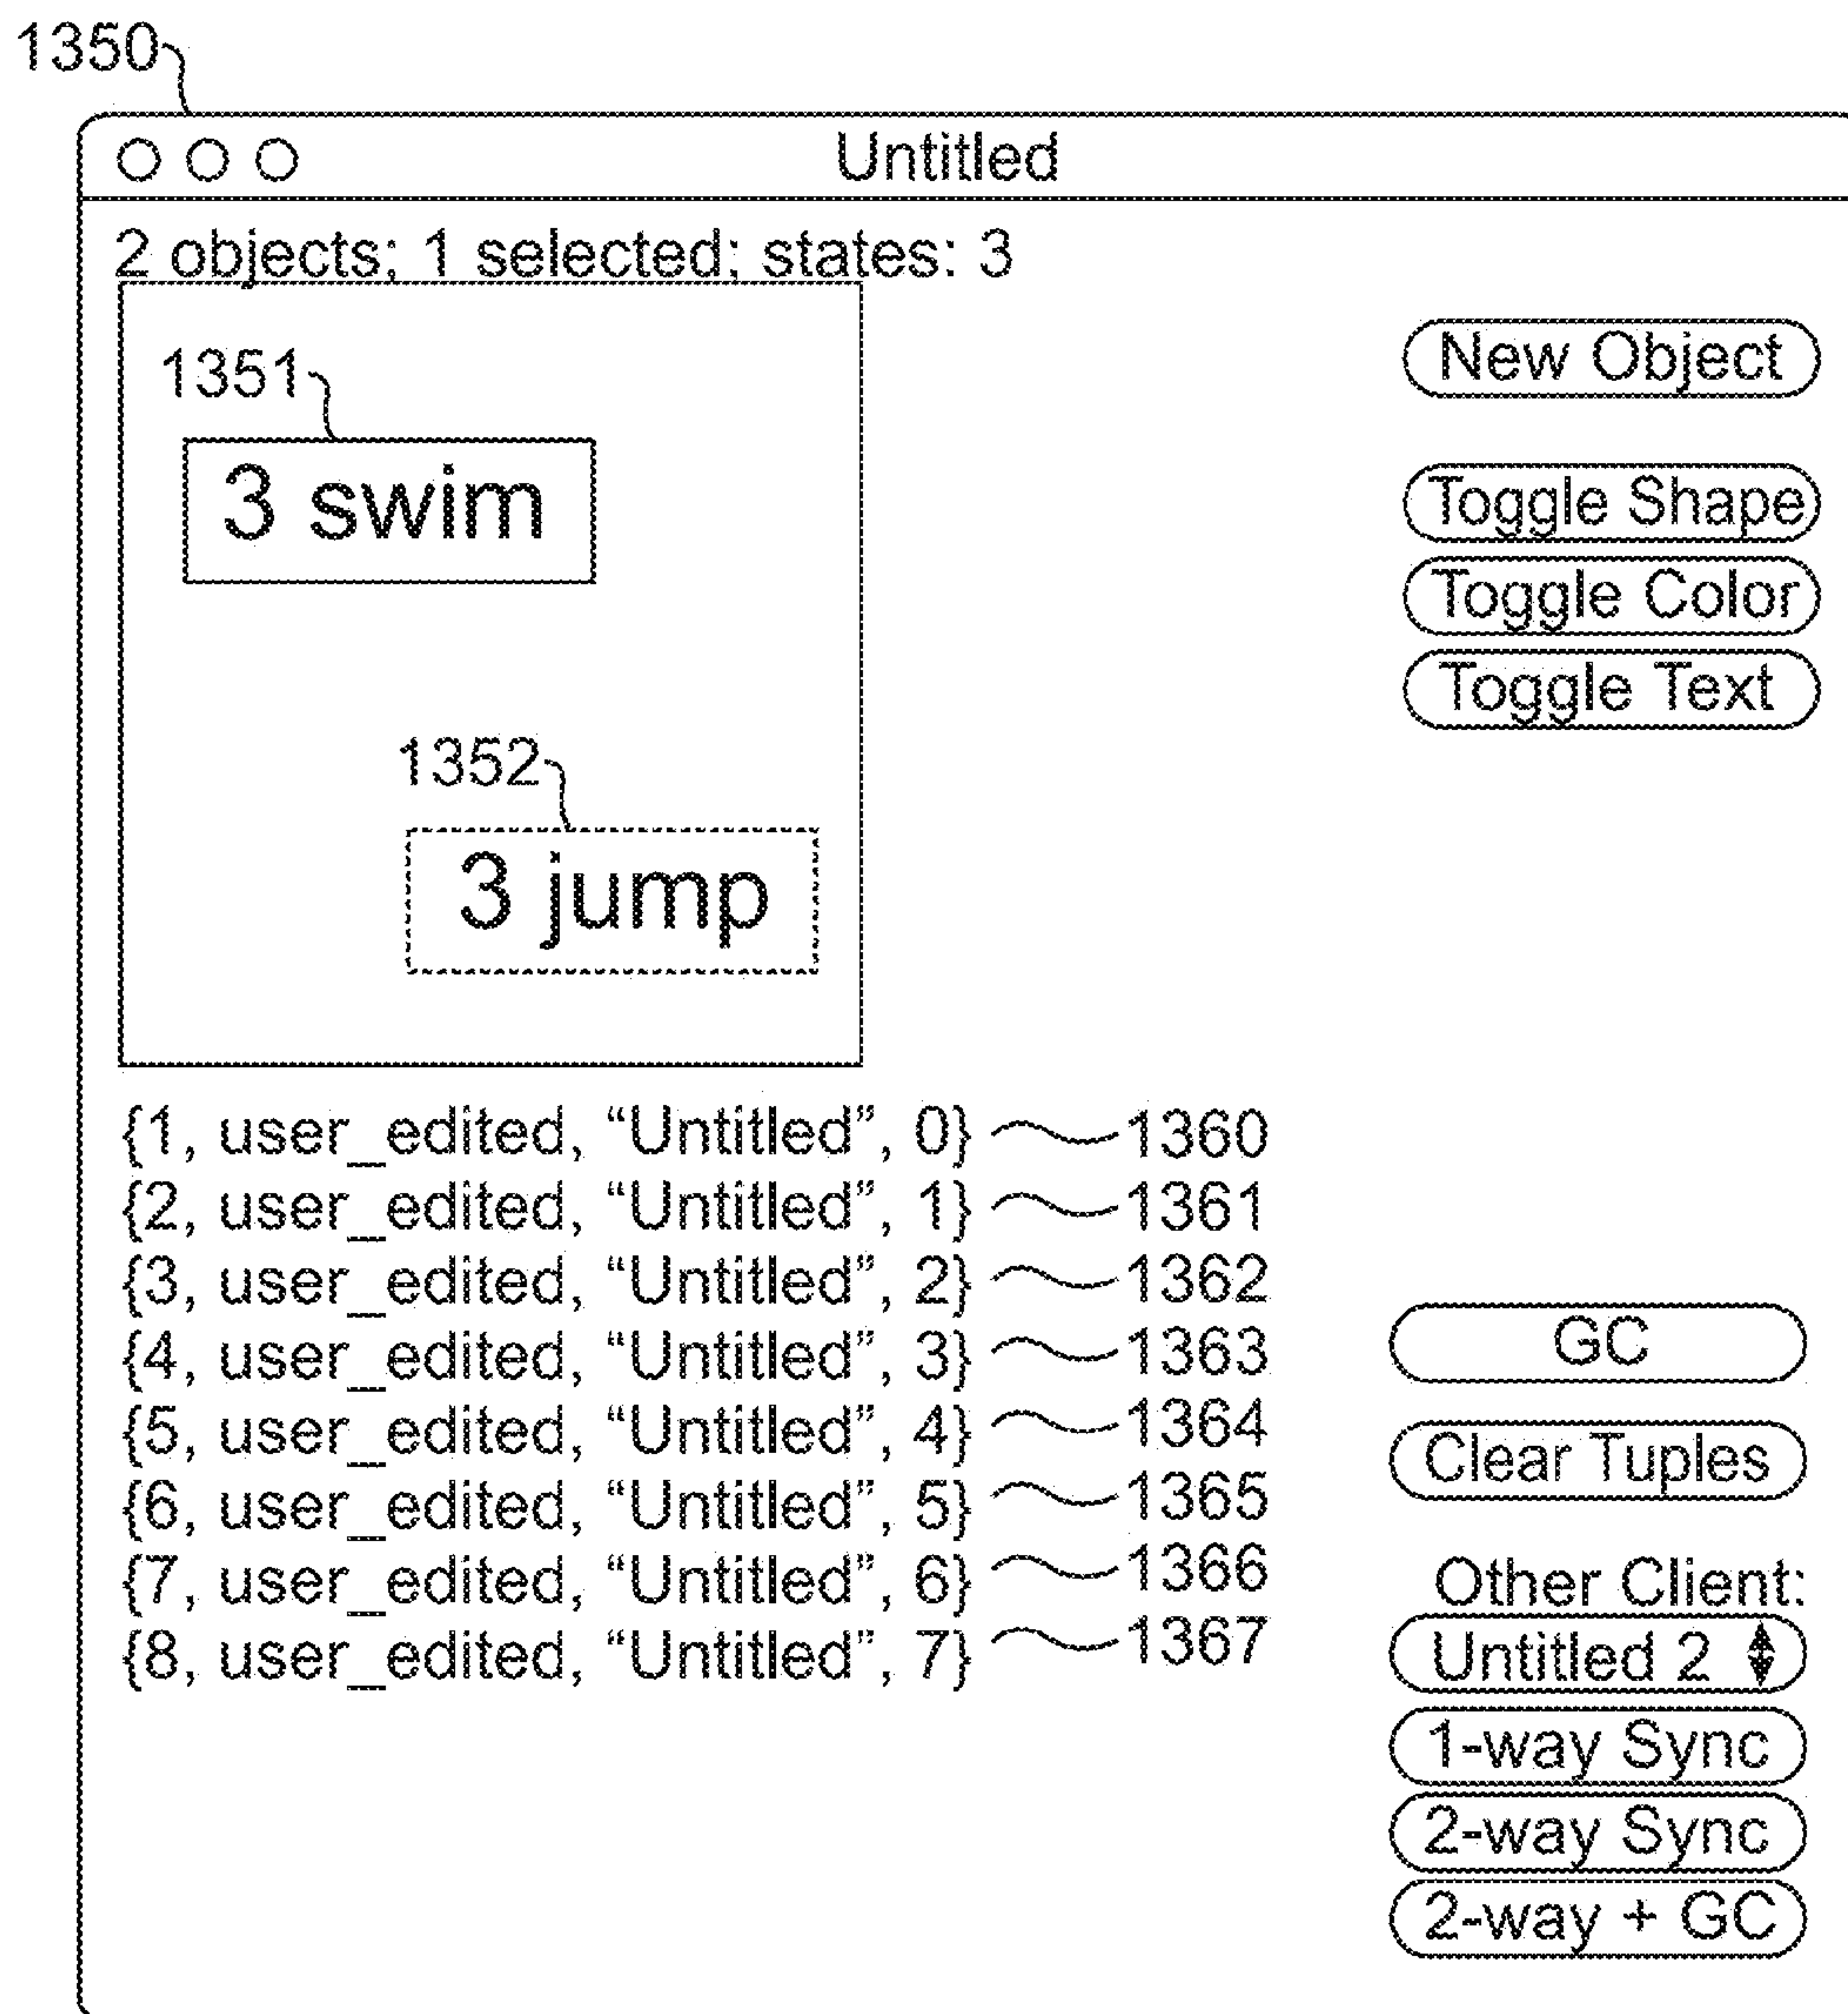 1350
Untitled
2 objects; 1 selected; states: 3
1351
3 swim
1352
3 jump
New Object
Toggle Shape
Toggle Color
Toggle Text
{1, user_edited, “Untitled”, 0} 1360
{2, user_edited, “Untitled”, 1} 1361
{3, user_edited, “Untitled”, 2} 1362
{4, user_edited, “Untitled”, 3} 1363
{5, user_edited, “Untitled”, 4} 1364
{6, user_edited, “Untitled”, 5} 1365
{7, user_edited, “Untitled”, 6} 1366
{8, user_edited, “Untitled”, 7} 1367
GC
Clear Tuples
Other Client:
Untitled 2
1-way Sync
2-way Sync
2-way + GC